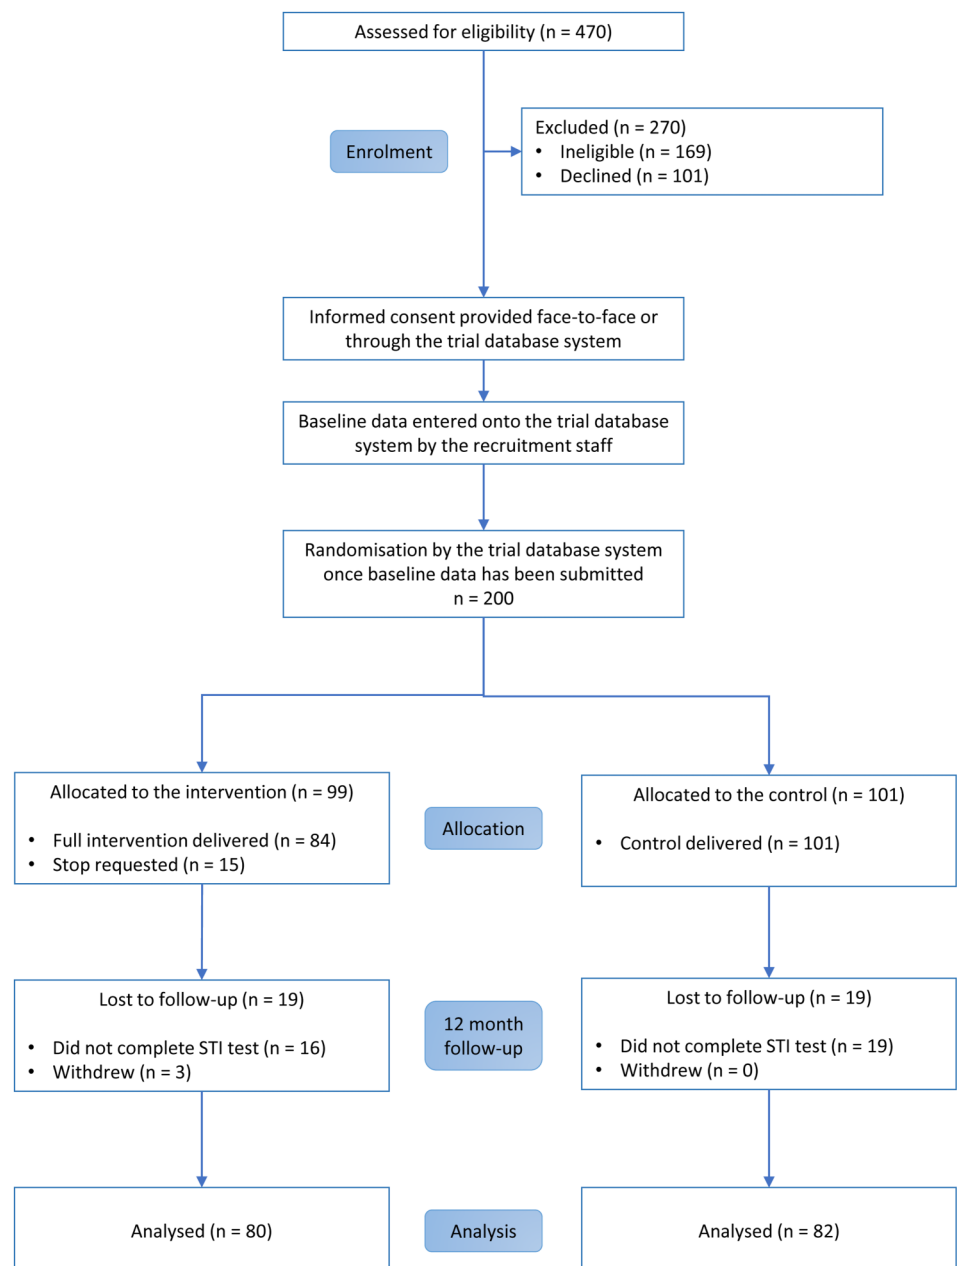 Assessed for eligibility (n = 470)
Enrolment
Excluded (n = 270)
• Ineligible (n = 169)
• Declined (n = 101)
Informed consent provided face-to-face or
through the trial database system
Baseline data entered onto the trial database
system by the recruitment staff
Randomisation by the trial database system
once baseline data has been submitted
n = 200
Allocated to the intervention (n = 99)
• Full intervention delivered (n = 84)
• Stop requested (n = 15)
Allocation
Allocated to the control (n = 101)
• Control delivered (n = 101)
Lost to follow-up (n = 19)
• Did not complete STI test (n = 16)
• Withdrew (n = 3)
12 month
follow-up
Lost to follow-up (n = 19)
• Did not complete STI test (n = 19)
• Withdrew (n = 0)
Analysed (n = 80)
Analysis
Analysed (n = 82)